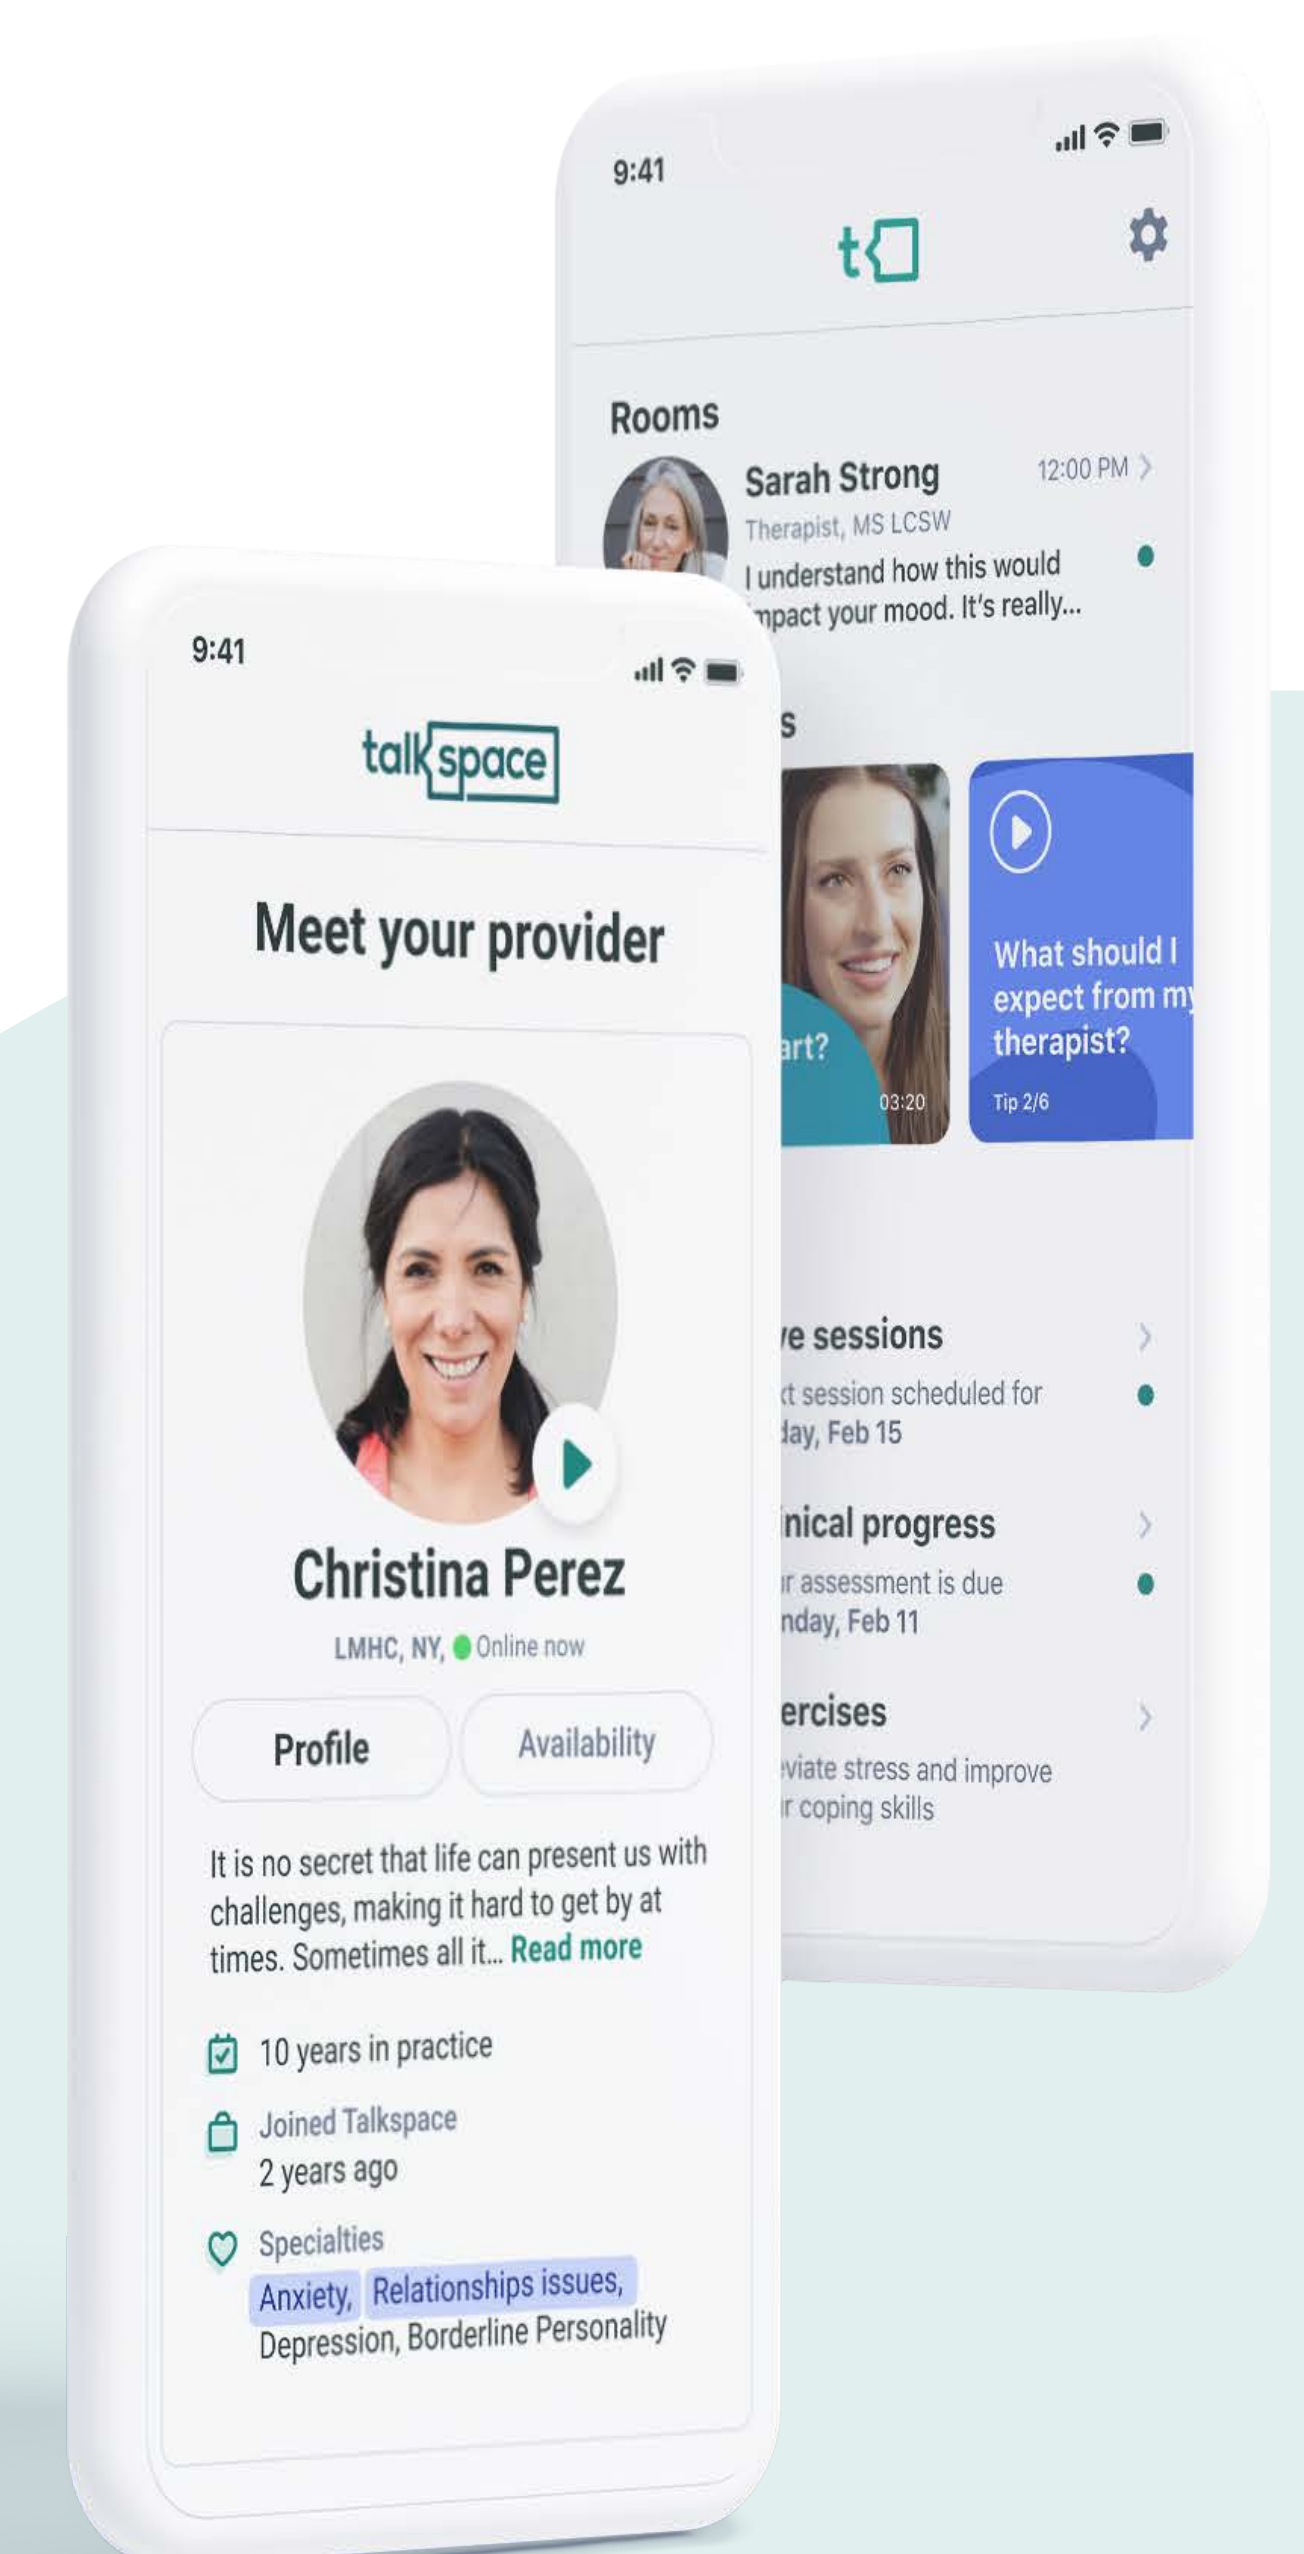 9:41
t
Rooms
Sarah Strong
12:00 PM
Therapist, MS LCSW
I understand how this would
mpact your mood. It's really...
s
art?
03:20
What should I
expect from my
therapist?
Tip 2/6
sessions
session scheduled for
Feb 15
progress
assessment is due
Feb 11
stress and improve
coping skills
9:41
talkspace
Meet your provider
Christina Perez
LMHC, NY, Online now
Profile
Availability
It is no secret that life can present us with
challenges, making it hard to get by at
times. Sometimes all it... Read more
10 years in practice
Joined Talkspace
2 years ago
Specialties
Anxiety, Relationships issues,
Depression, Borderline Personality